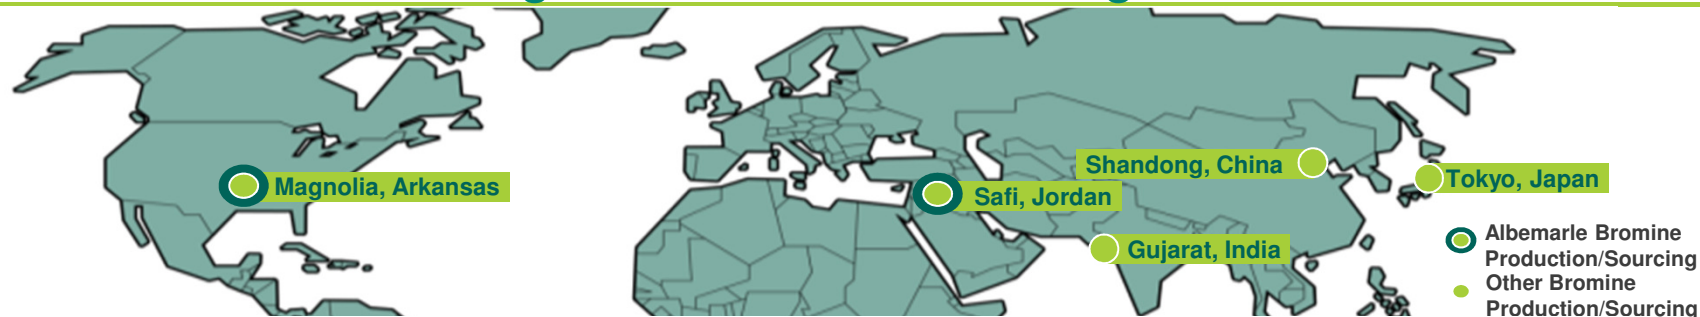 Magnolia, Arkansas
Safi, Jordan
Shandong, China
Tokyo, Japan
Gujarat, India
Albemarle Bromine
Production/Sourcing
Other Bromine
Production/Sourcing